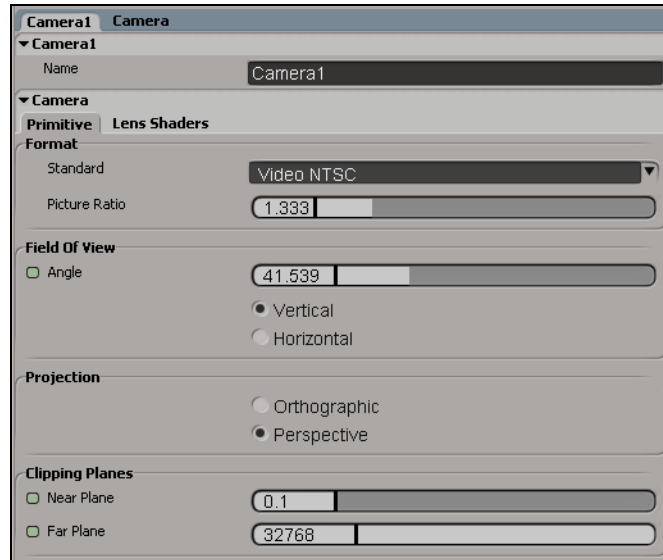 Camera1 Camera
Camera1
Name Camera1
Camera
Primitive Lens Shaders
Format
Standard Video NTSC
Picture Ratio 1.333
Field Of View
Angle 41.539
Vertical
Horizontal
Projection
Orthographic
Perspective
Clipping Planes
Near Plane 0.1
Far Plane 32768